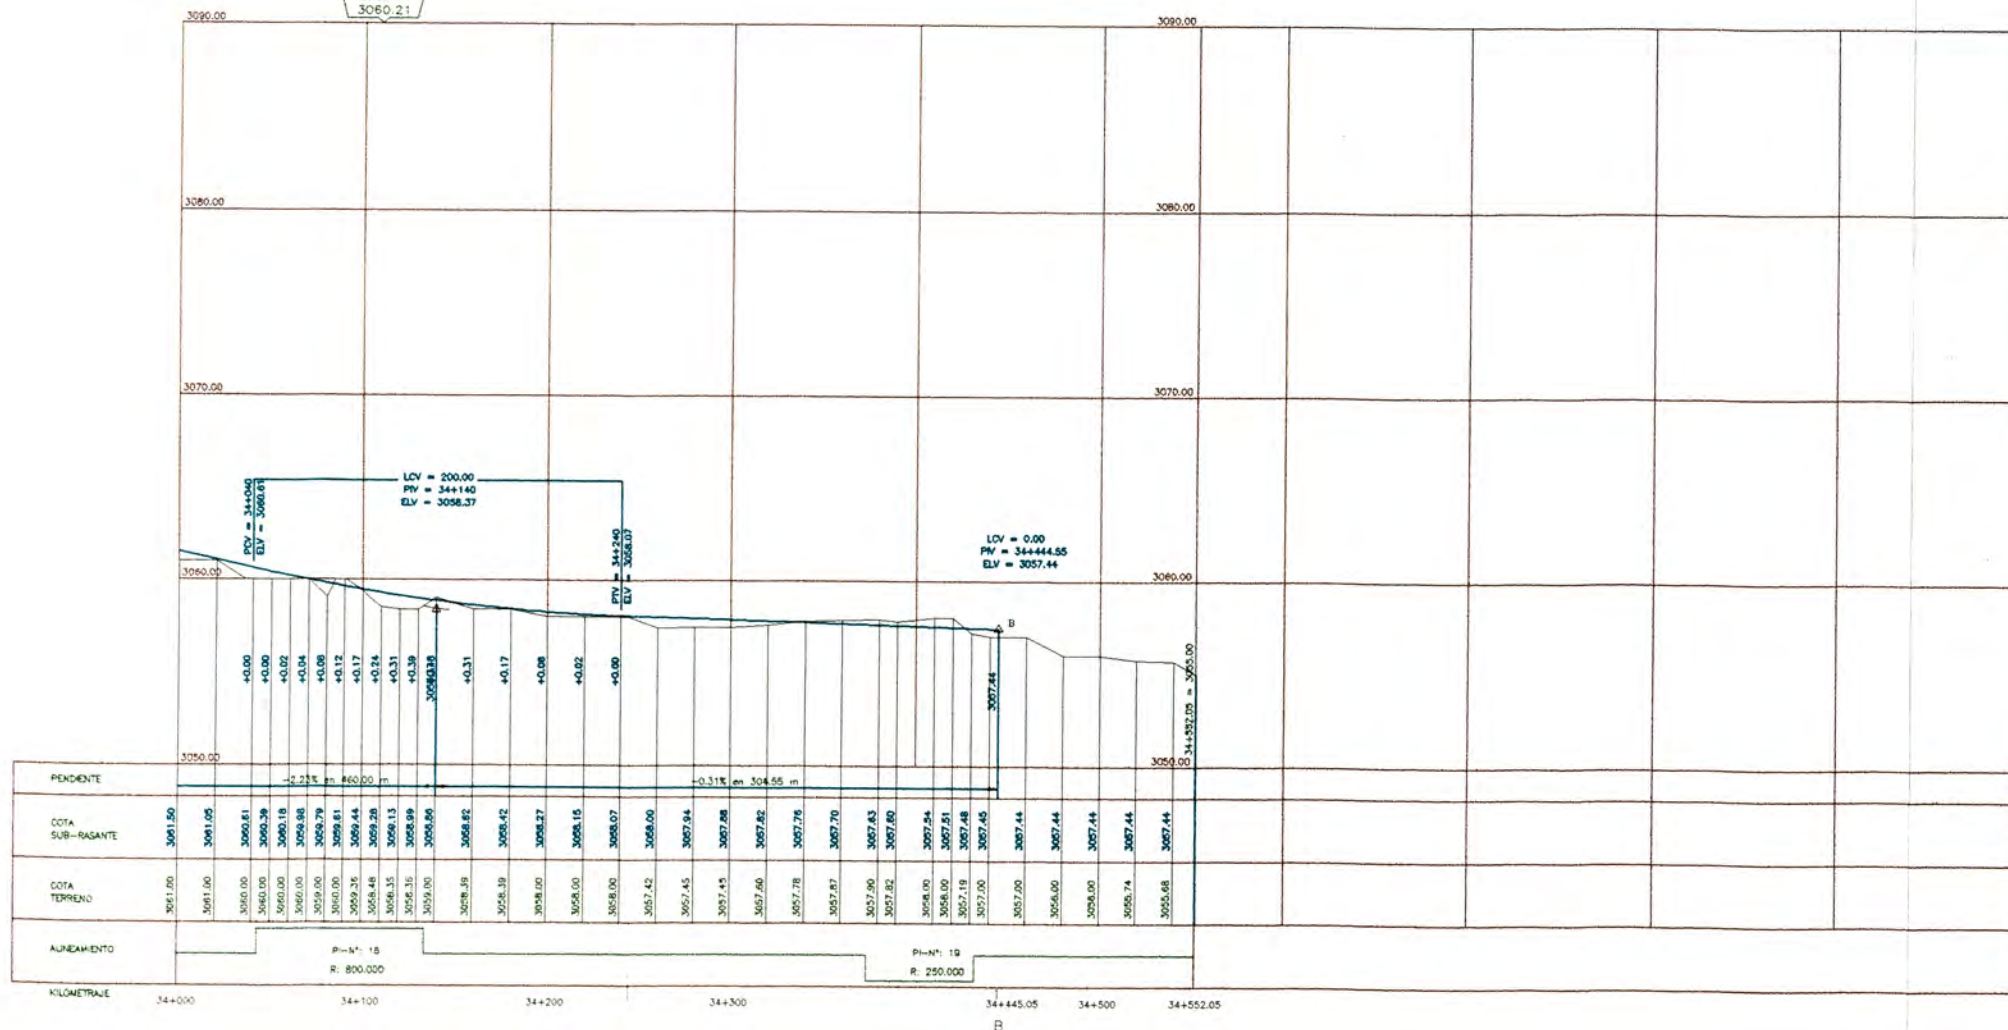 3060.21
3090.00 3090.00
3080.00 3080.00
3070.00 3070.00
LCV = 200.00
PIV = 34+140
ELV = 3058.37
PCV = 34+040
ELV = 3060.61
PTV = 34+240
ELV = 3058.07
LCV = 0.00
PIV = 34+444.55
ELV = 3057.44
3060.00 3060.00
B
+0.00 +0.00 +0.02 +0.04 +0.08 +0.12 +0.17 +0.24 +0.31 +0.39 +0.31 +0.17 +0.08 +0.02 +0.00
3057.44
34+552.05 = 3055.00
3050.00 3050.00
PENDIENTE -2.23% en 460.00 m -0.31% en 304.55 m
COTA
SUB-RASANTE
3061.50 3061.05 3060.61 3060.39 3060.18 3059.98 3059.79 3059.61 3059.44 3059.28 3059.13 3058.99 3058.86 3058.62 3058.42 3058.27 3058.15 3058.07 3058.00 3057.94 3057.88 3057.82 3057.76 3057.70 3057.63 3057.60 3057.54 3057.51 3057.48 3057.45 3057.44 3057.44 3057.44 3057.44 3057.44
COTA
TERRENO
3061.00 3061.00 3060.00 3060.00 3060.00 3060.00 3059.00 3060.00 3059.36 3058.48 3058.35 3058.36 3059.00 3058.39 3058.39 3058.00 3058.00 3058.00 3057.42 3057.45 3057.45 3057.60 3057.78 3057.87 3057.90 3057.82 3058.00 3058.00 3057.19 3057.00 3057.00 3056.00 3056.00 3055.74 3055.68
ALINEAMIENTO
PI-N°: 18
R: 800.000
PI-N°: 19
R: 250.000
KILOMETRAJE 34+000 34+100 34+200 34+300 34+445.05 34+500 34+552.05
B